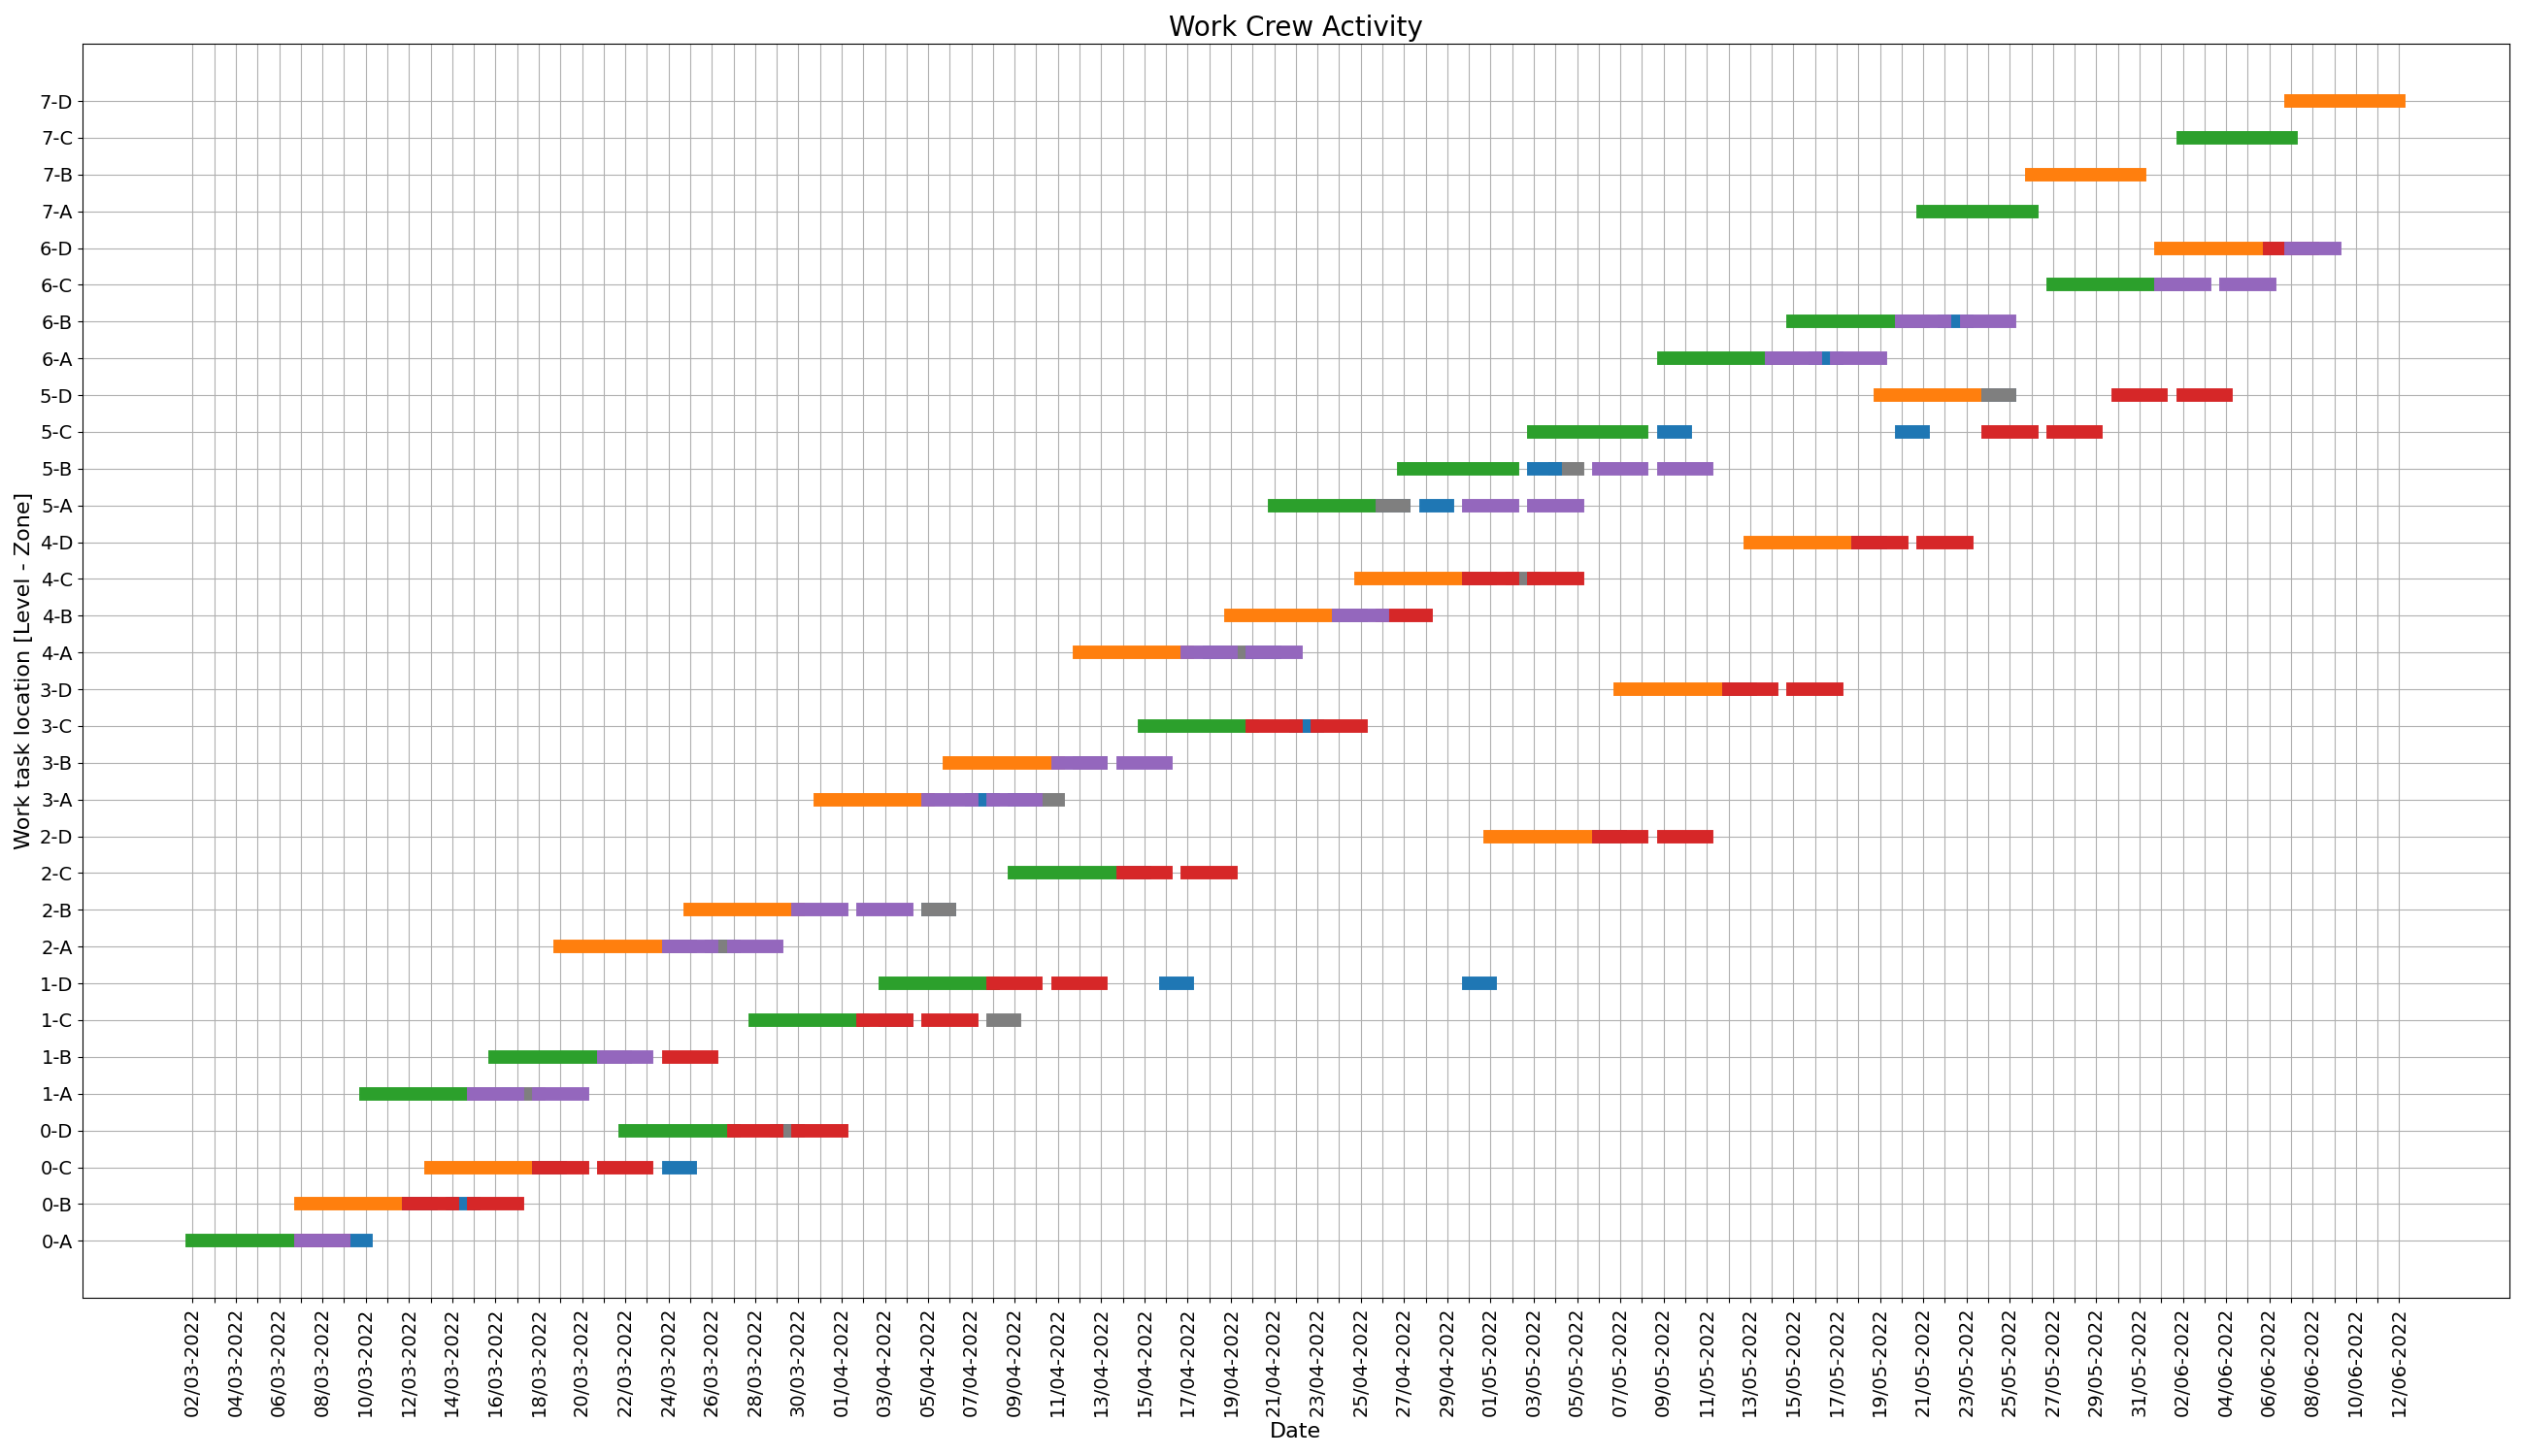 Work Crew Activity
Work task location [Level - Zone]
7-D
7-C
7-B
7-A
6-D
6-C
6-B
6-A
5-D
5-C
5-B
5-A
4-D
4-C
4-B
4-A
3-D
3-C
3-B
3-A
2-D
2-C
2-B
2-A
1-D
1-C
1-B
1-A
0-D
0-C
0-B
0-A
02/03-2022
04/03-2022
06/03-2022
08/03-2022
10/03-2022
12/03-2022
14/03-2022
16/03-2022
18/03-2022
20/03-2022
22/03-2022
24/03-2022
26/03-2022
28/03-2022
30/03-2022
01/04-2022
03/04-2022
05/04-2022
07/04-2022
09/04-2022
11/04-2022
13/04-2022
15/04-2022
17/04-2022
19/04-2022
21/04-2022
23/04-2022
25/04-2022
27/04-2022
29/04-2022
01/05-2022
03/05-2022
05/05-2022
07/05-2022
09/05-2022
11/05-2022
13/05-2022
15/05-2022
17/05-2022
19/05-2022
21/05-2022
23/05-2022
25/05-2022
27/05-2022
29/05-2022
31/05-2022
02/06-2022
04/06-2022
06/06-2022
08/06-2022
10/06-2022
12/06-2022
Date